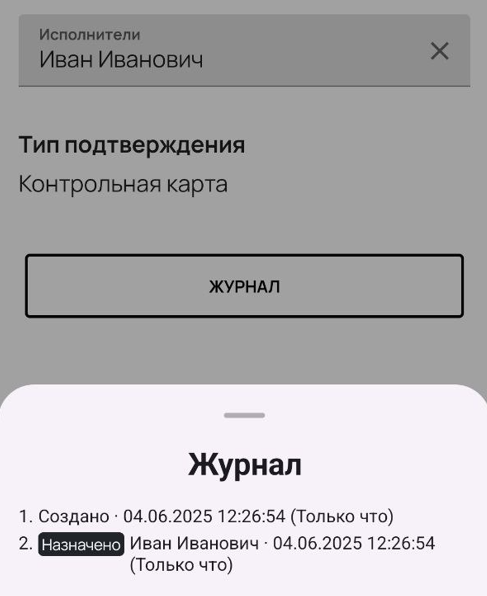 Исполнители
Иван Иванович
Тип подтверждения
Контрольная карта
ЖУРНАЛ
Журнал
1. Создано · 04.06.2025 12:26:54 (Только что)
2. Назначено Иван Иванович · 04.06.2025 12:26:54
(Только что)